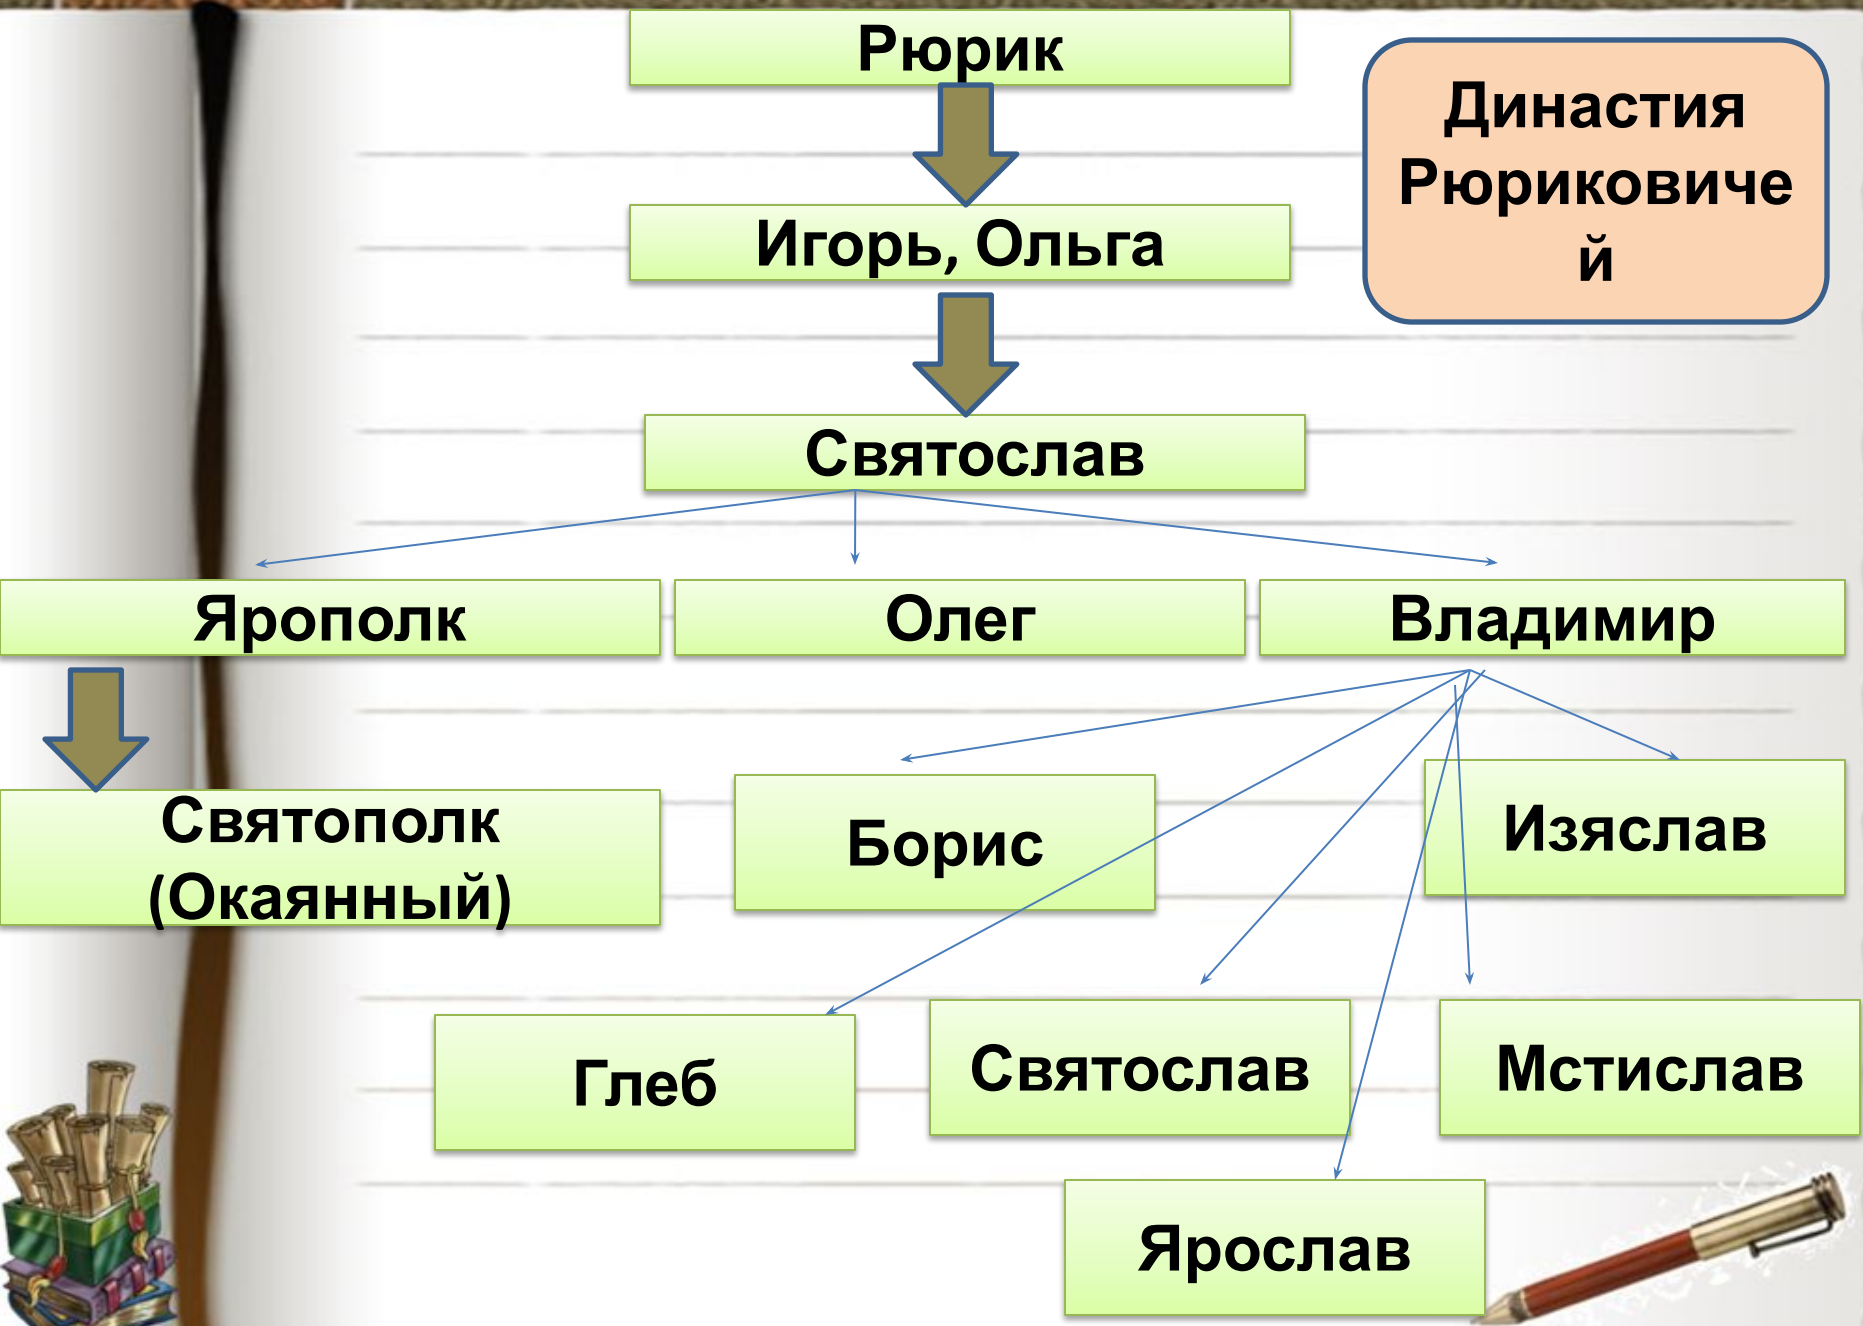 Рюрик
Династия
Рюриковиче
й
Игорь, Ольга
Святослав
Ярополк
Олег
Владимир
Святополк
(Окаянный)
Борис
Изяслав
Глеб
Святослав
Мстислав
Ярослав